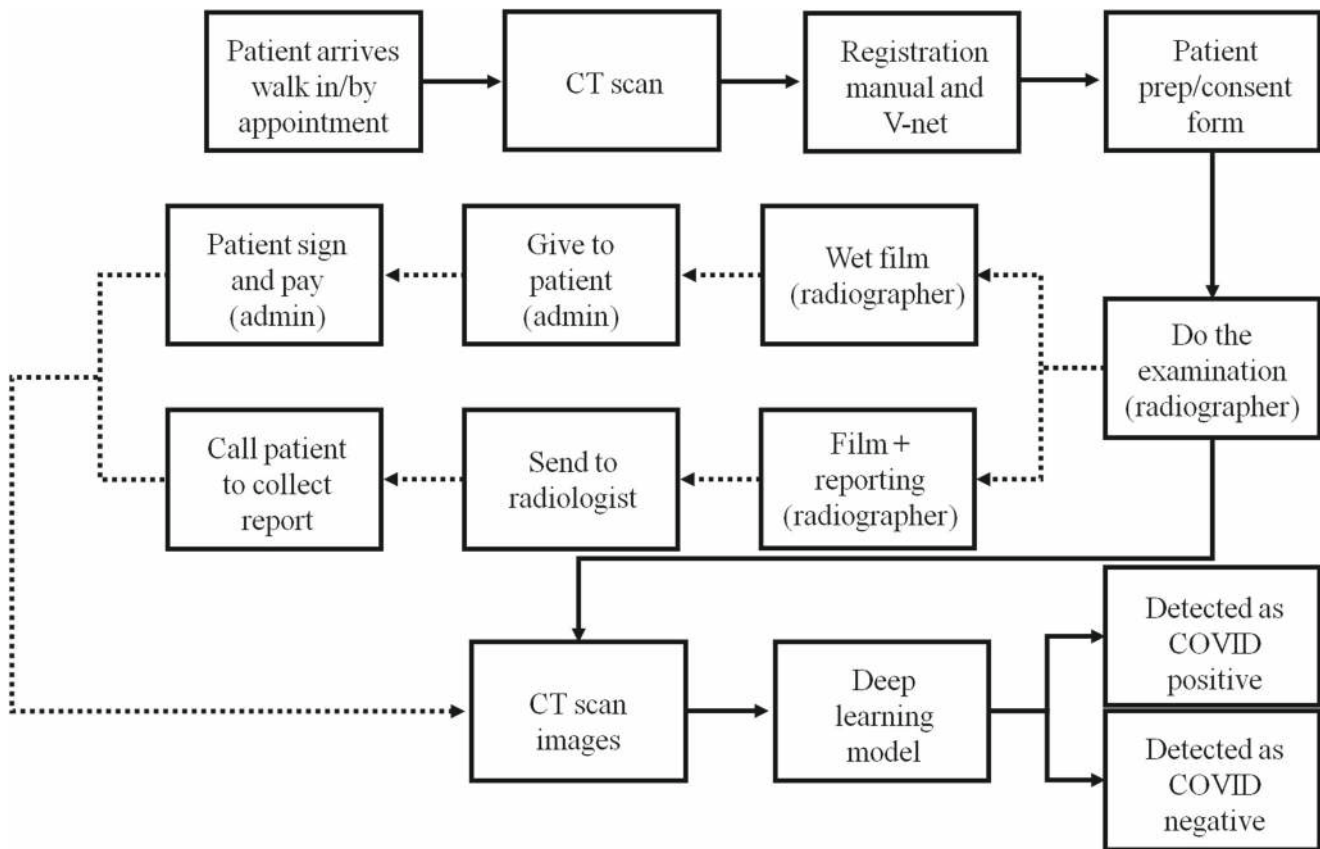 Patient arrives
walk in/by
appointment
CT scan
Registration
manual and
V-net
Patient
prep/consent
form
Patient sign
and pay
(admin)
Give to
patient
(admin)
Wet film
(radiographer)
Do the
examination
(radiographer)
Call patient
to collect
report
Send to
radiologist
Film +
reporting
(radiographer)
CT scan
images
Deep
learning
model
Detected as
COVID
positive
Detected as
COVID
negative